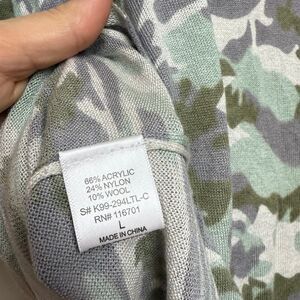 66% ACRYLIC
24% NYLON
10% WOOL
S# K99-294LTL-C
RN# 116701
L
MADE IN CHINA